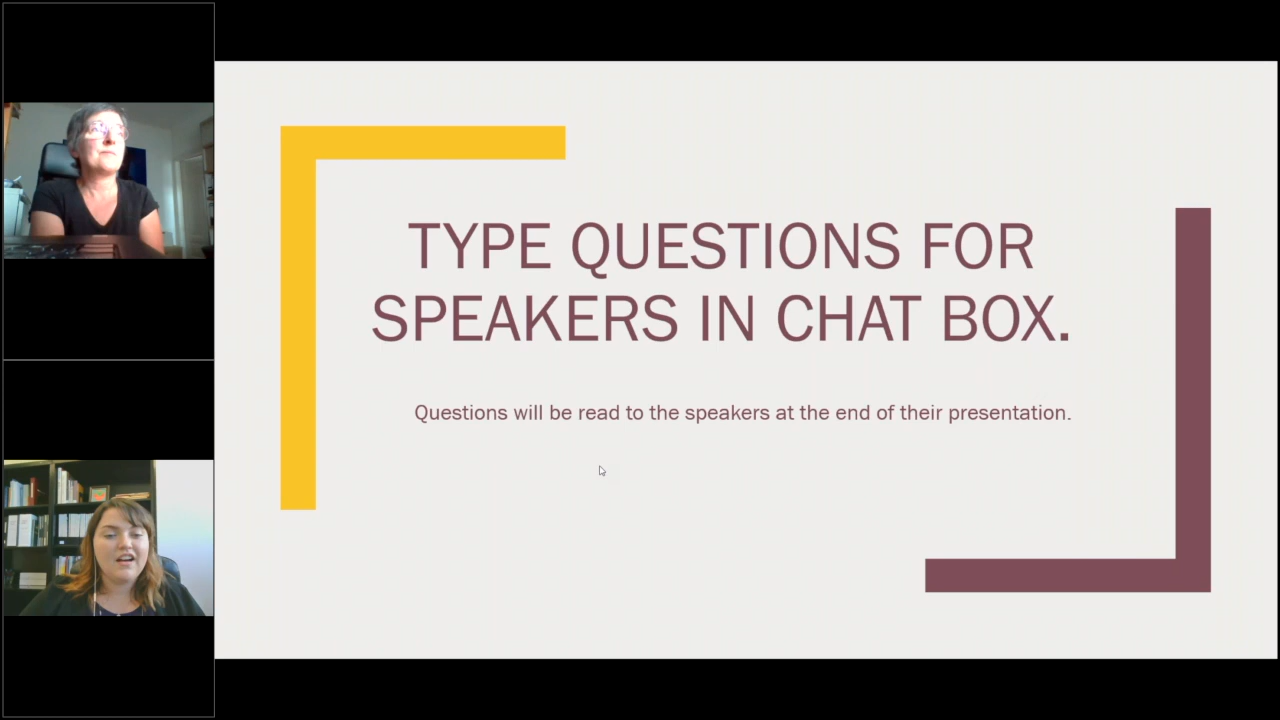 TYPE QUESTIONS FOR
SPEAKERS IN CHAT BOX.
Questions will be read to the speakers at the end of their presentation.